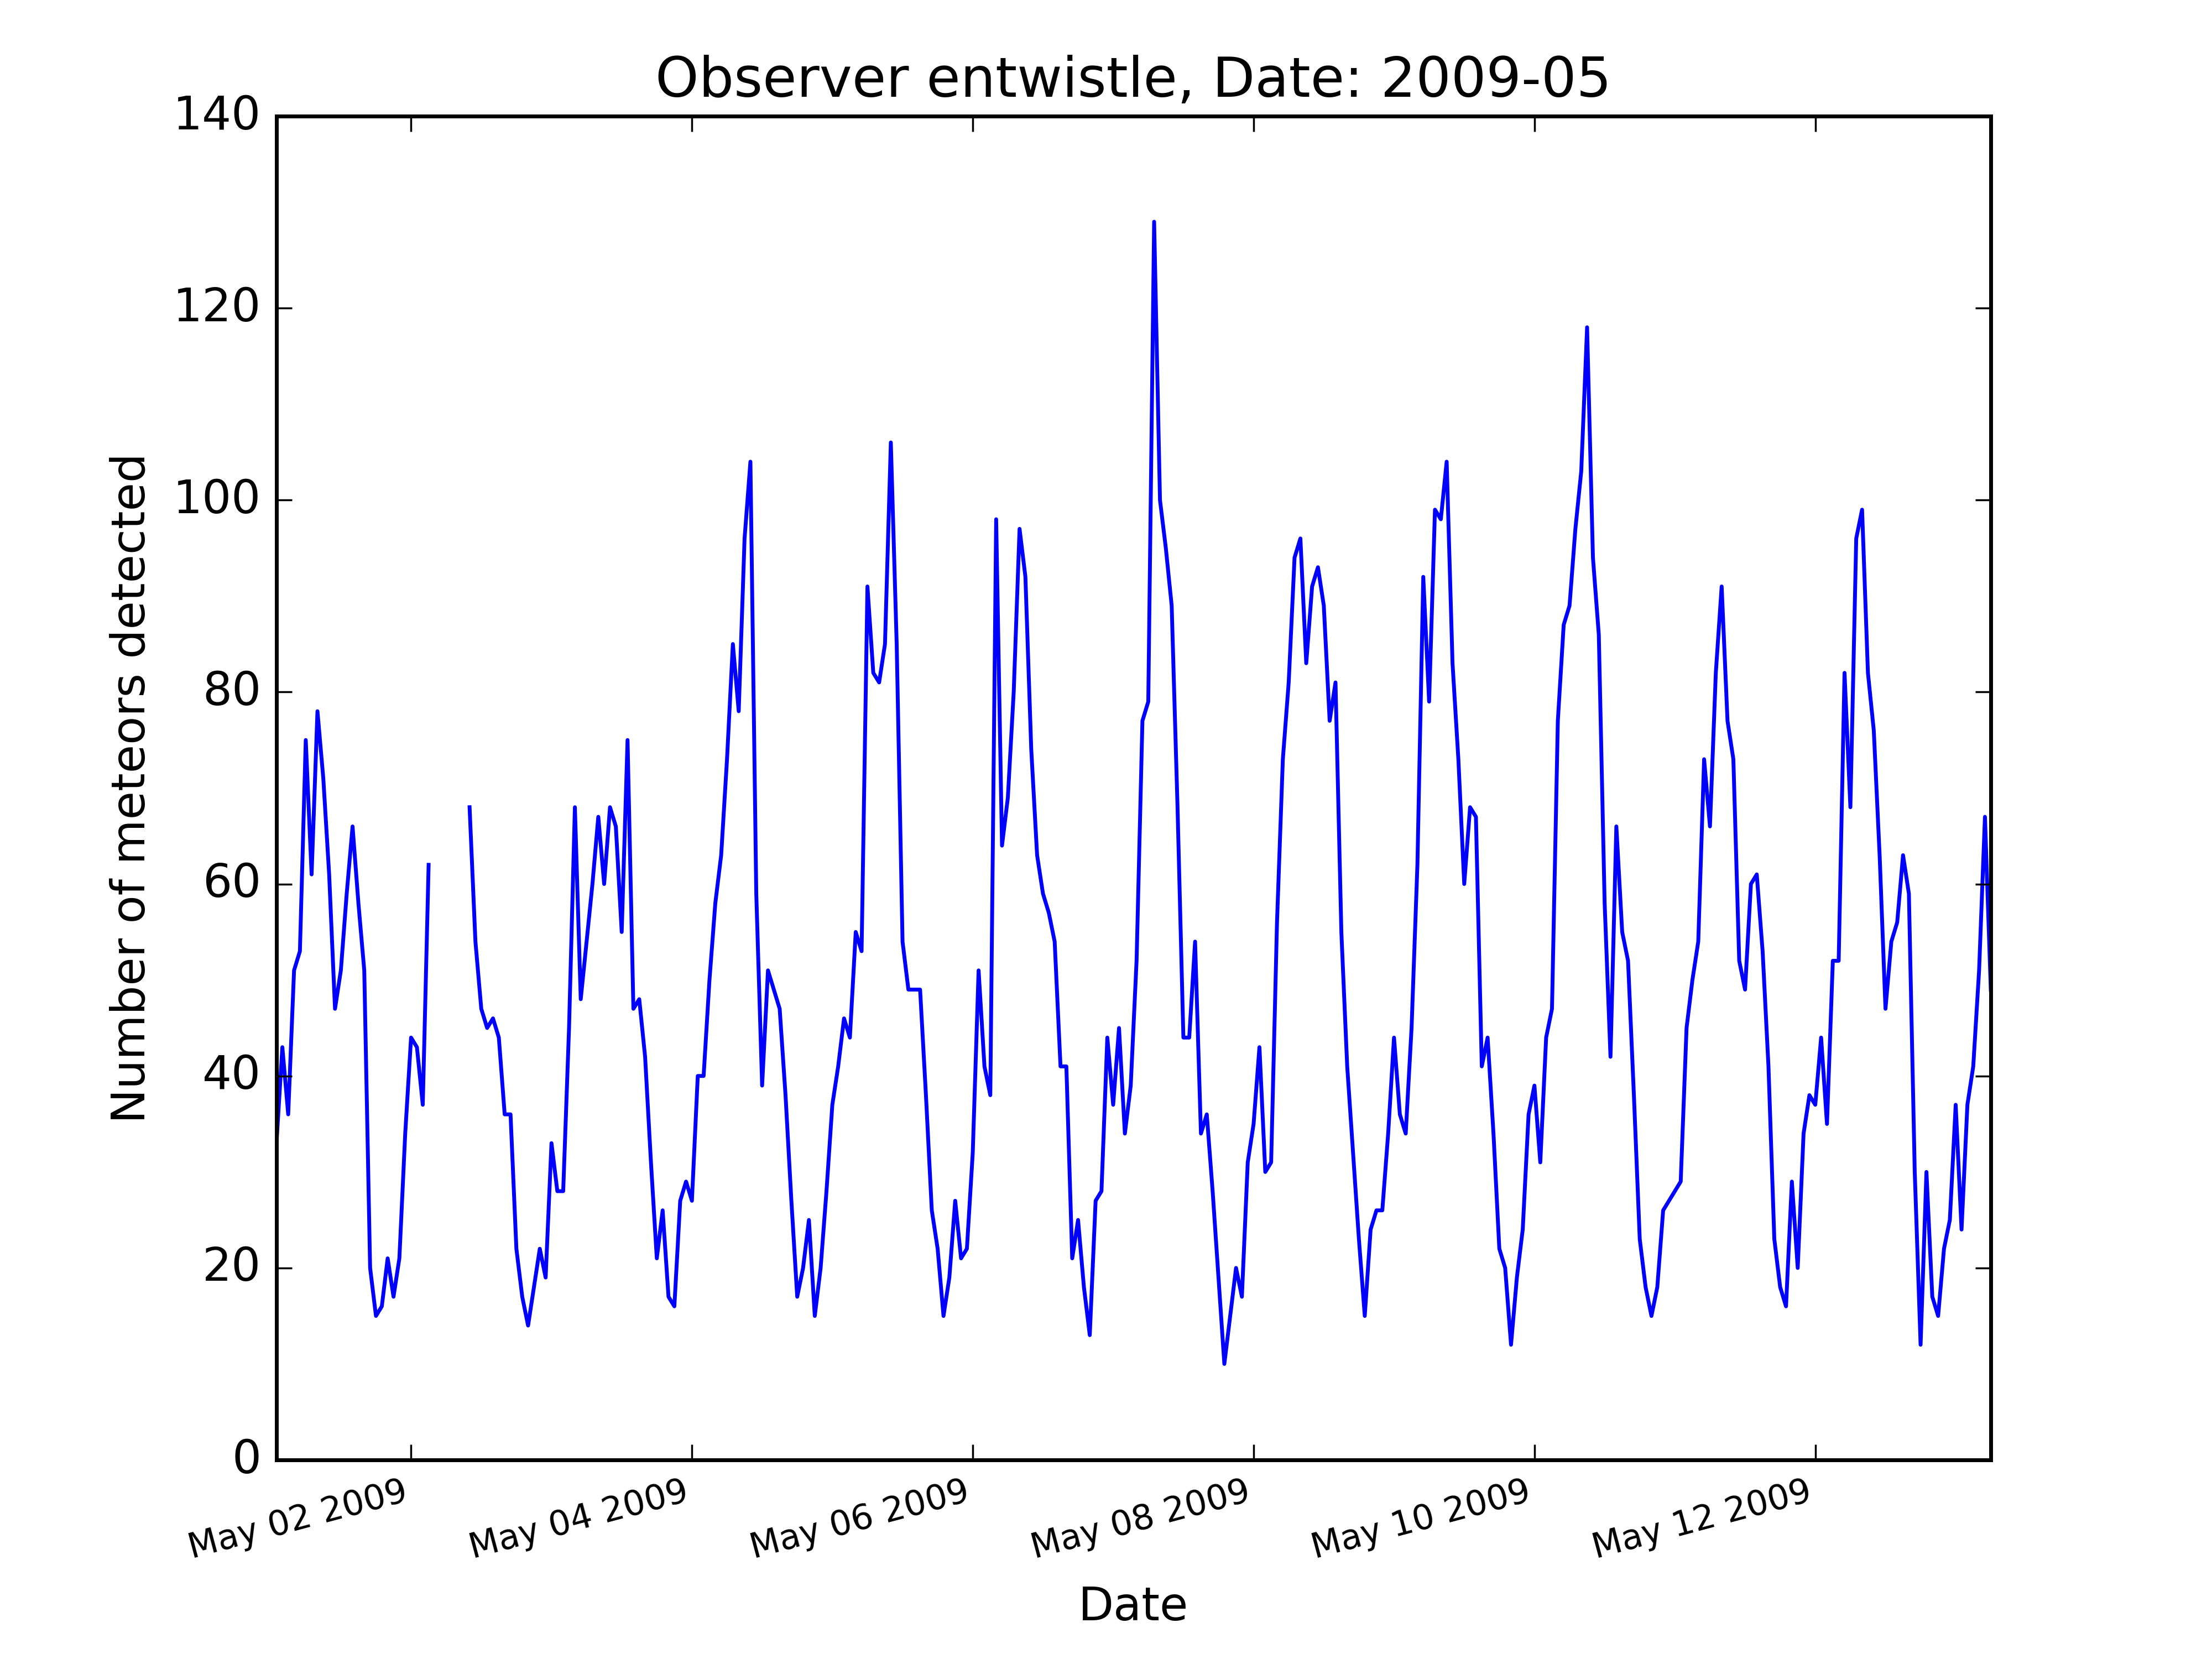 Observer entwistle, Date: 2009-05
140
120
100
80
60
40
20
0
Number of meteors detected
May 02 2009
May 04 2009
May 06 2009
May 08 2009
May 10 2009
May 12 2009
Date